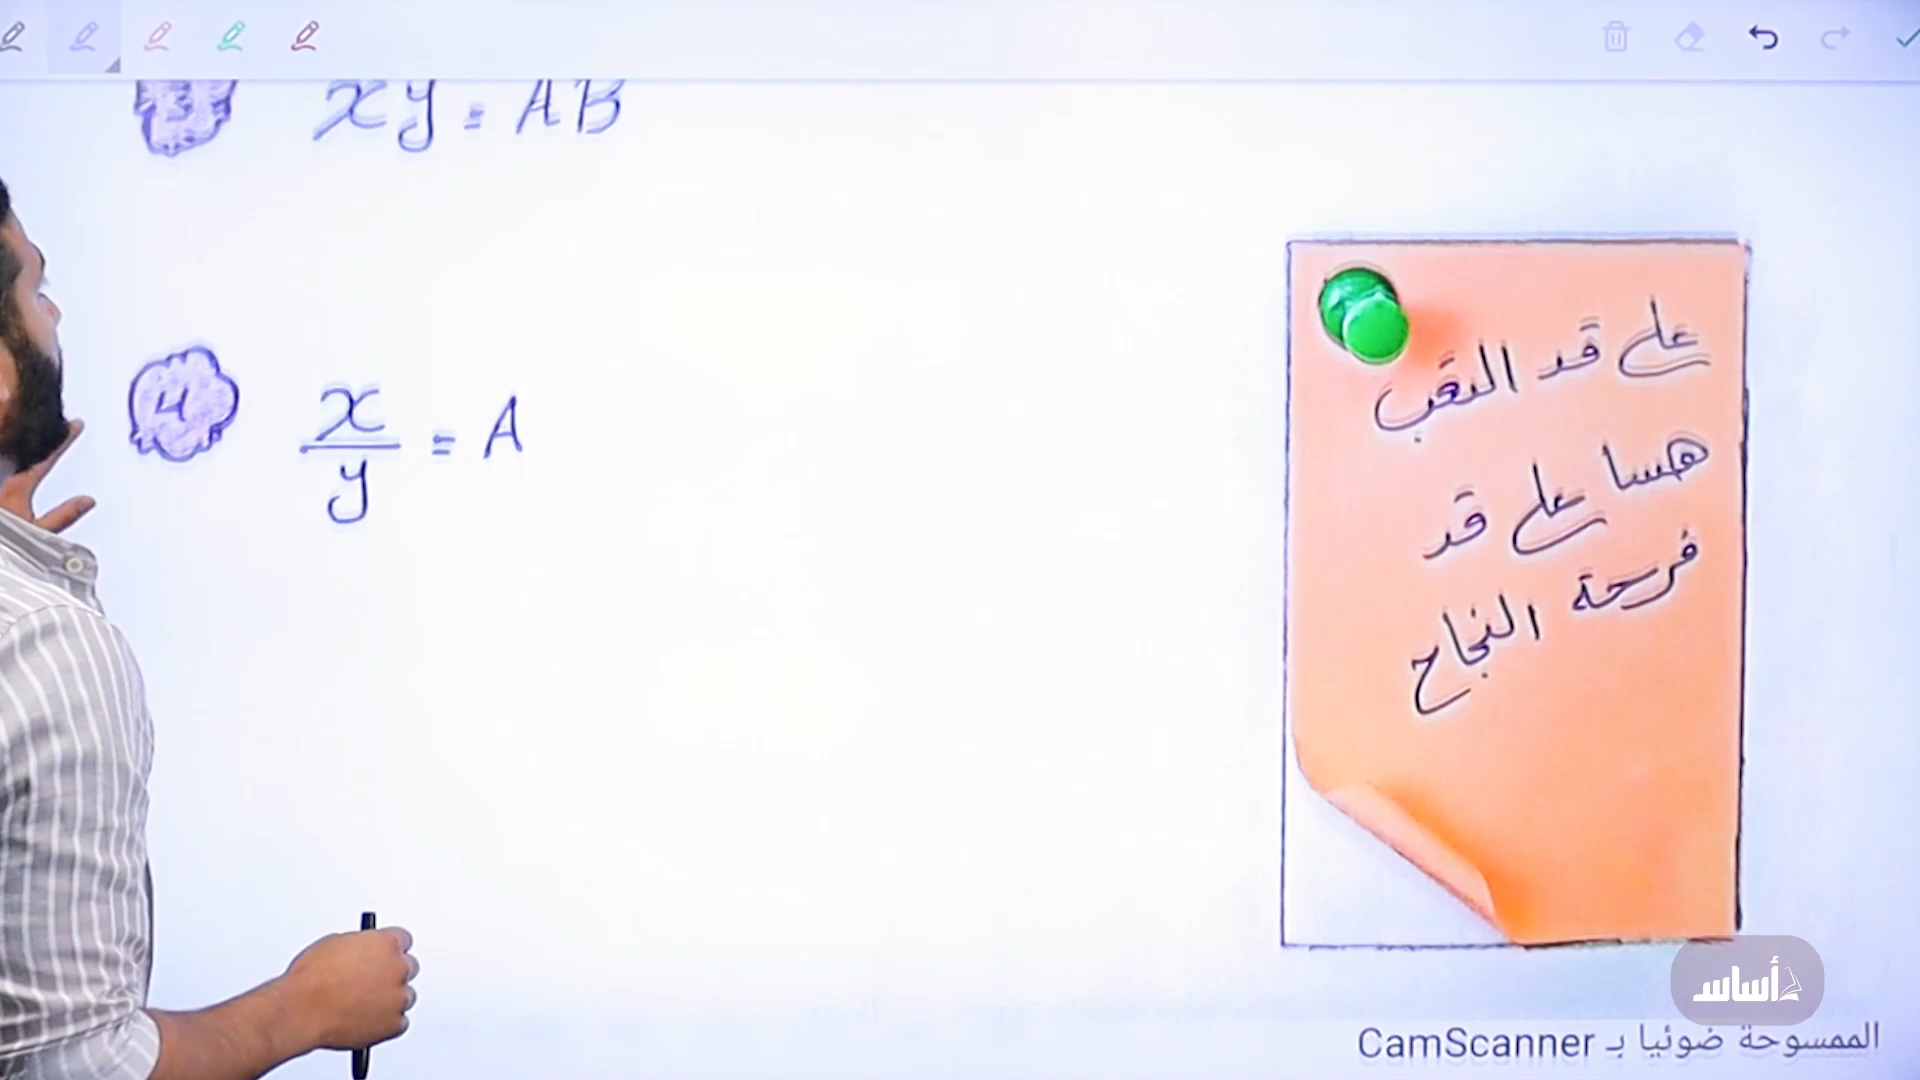 3
xy = AB
4
x/y = A
على قد التعب
هسا على قد
فرحة النجاح
أساس
الممسوحة ضوئيا بـ CamScanner